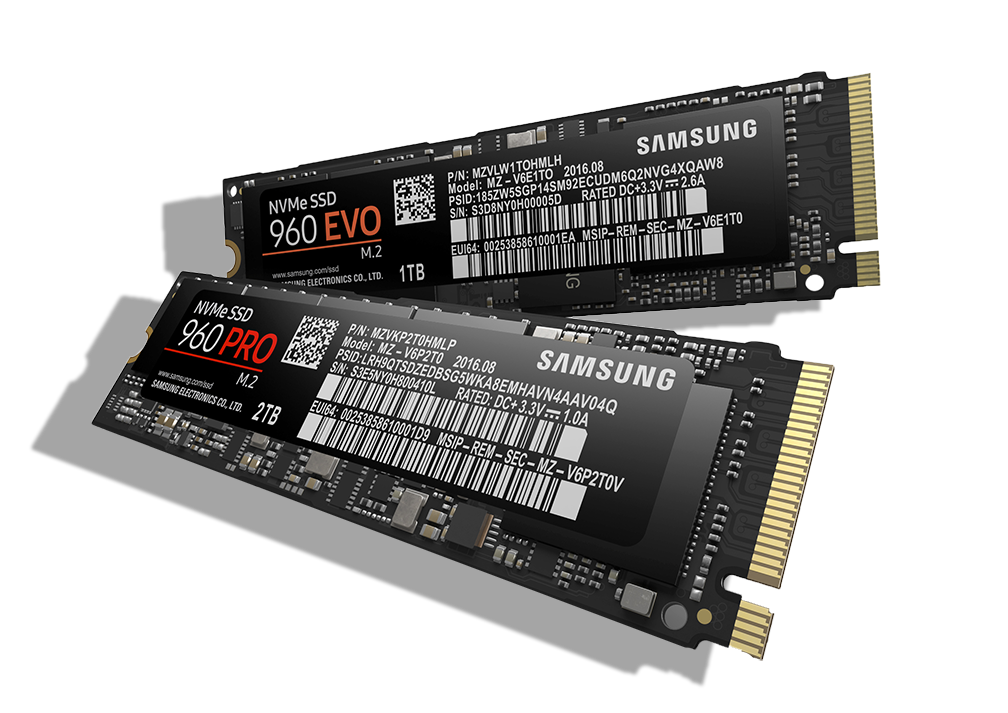 SAMSUNG
NVMe SSD
960 EVO
M.2
www.samsung.com/ssd
SAMSUNG ELECTRONICS CO., LTD.
1TB
P/N: MZVLW1TOHMLH
Model: MZ - V6E1TO 2016.08
PSID:185ZW5SGP14SM92ECUDM6Q2NVG4XQAW8
S/N: S3D8NY0H00005D RATED DC+3.3V 2.6A
EUI64: 00253858610001EA MSIP-REM-SEC-MZ-V6E1T0
NVMe SSD
960 PRO
M.2
www.samsung.com/ssd
SAMSUNG ELECTRONICS CO., LTD.
2TB
SAMSUNG
P/N: MZVKP2T0HMLP
Model: MZ - V6P2T0 2016.08
PSID:LRH9QTSDZEDBSG5WKA8EMHAVN4AAV04Q
S/N: S3E5NY0H800410L
RATED: DC+ 3.3V 1.0A
EUI64: 00253858610001D9 MSIP-REM-SEC-MZ-V6P2T0V